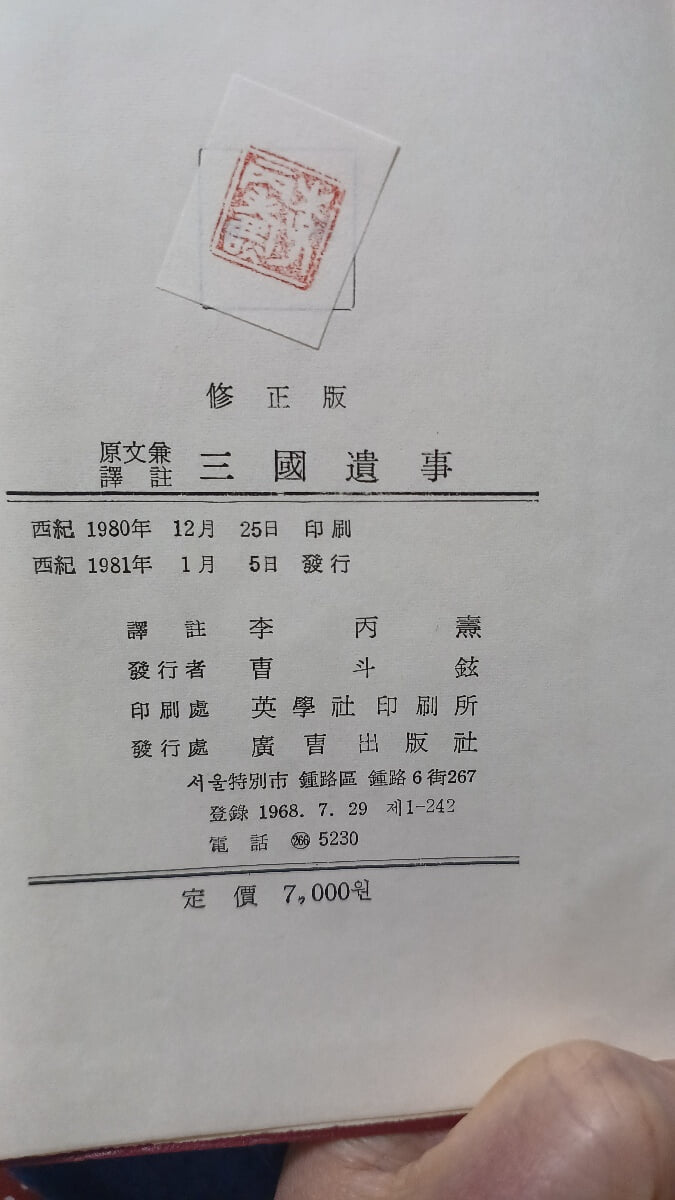 修正版
原文兼
譯註 三國遺事
西紀 1980年 12月 25日 印刷
西紀 1981年 1月 5日 發行
譯註 李丙燾
發行者 曺斗鉉
印刷處 英學社印刷所
發行處 廣曺出版社
서울特別市 鍾路區 鍾路6街267
登錄 1968. 7. 29 제1-242
電話 266 5230
定價 7,000원